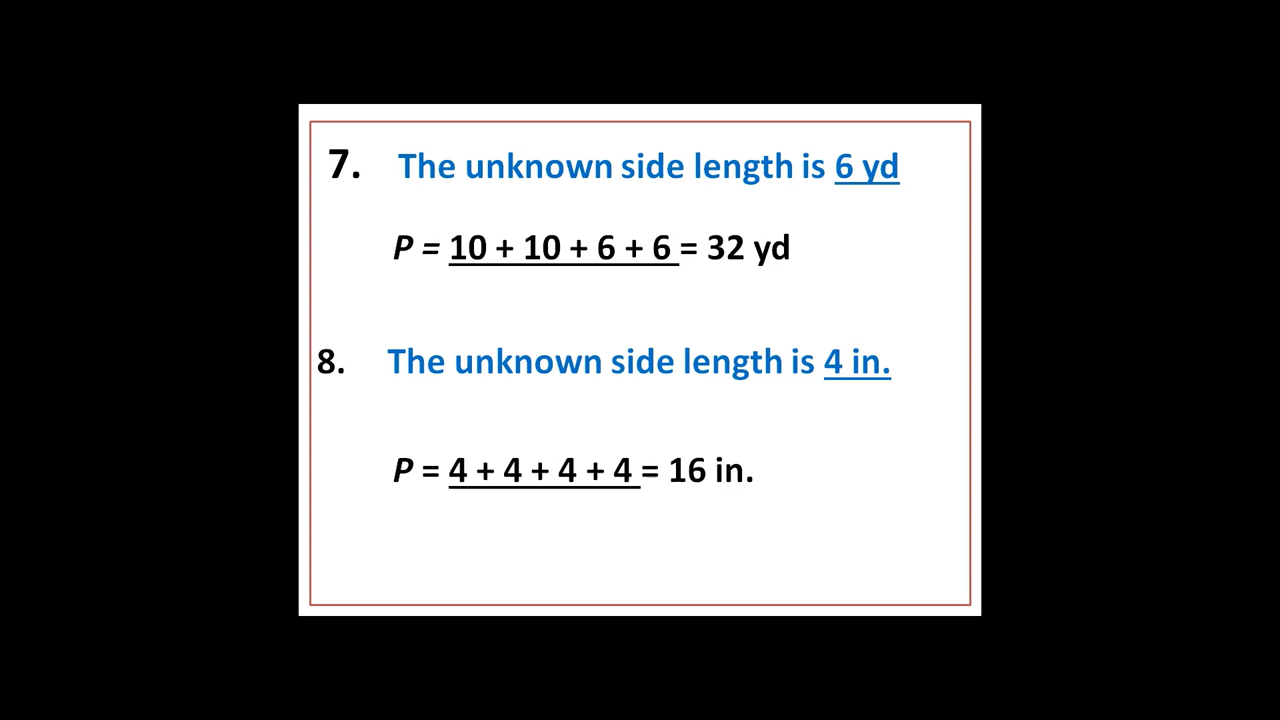 7. The unknown side length is 6 yd
P = 10 + 10 + 6 + 6 = 32 yd
8. The unknown side length is 4 in.
P = 4 + 4 + 4 + 4 = 16 in.